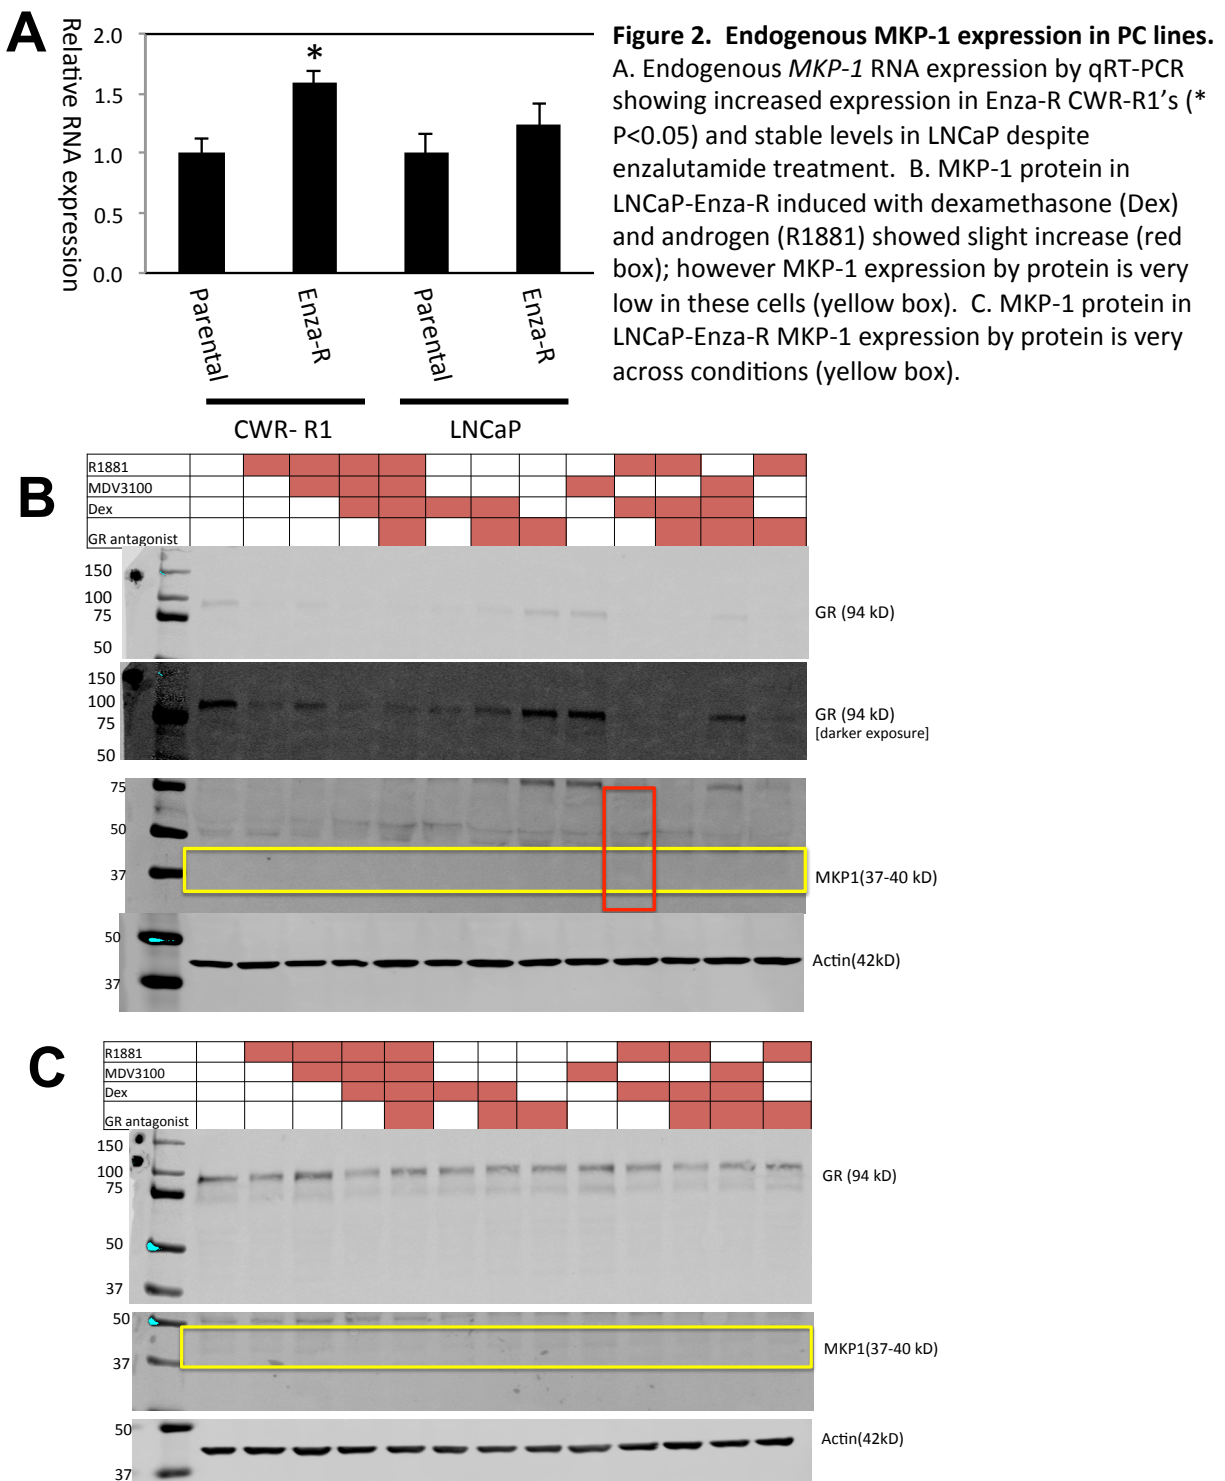 A
Relative RNA expression
2.0
1.5
1.0
0.5
0.0
*
Parental
Enza-R
Parental
Enza-R
CWR- R1
LNCaP
Figure 2. Endogenous MKP-1 expression in PC lines.
A. Endogenous MKP-1 RNA expression by qRT-PCR
showing increased expression in Enza-R CWR-R1's (*
P<0.05) and stable levels in LNCaP despite
enzalutamide treatment. B. MKP-1 protein in
LNCaP-Enza-R induced with dexamethasone (Dex)
and androgen (R1881) showed slight increase (red
box); however MKP-1 expression by protein is very
low in these cells (yellow box). C. MKP-1 protein in
LNCaP-Enza-R MKP-1 expression by protein is very
across conditions (yellow box).
B
R1881
MDV3100
Dex
GR antagonist
150
100
75
50
GR (94 kD)
150
100
75
50
GR (94 kD)
[darker exposure]
75
50
37
MKP1(37-40 kD)
50
37
Actin(42kD)
C
R1881
MDV3100
Dex
GR antagonist
150
100
75
50
37
GR (94 kD)
50
37
MKP1(37-40 kD)
50
37
Actin(42kD)